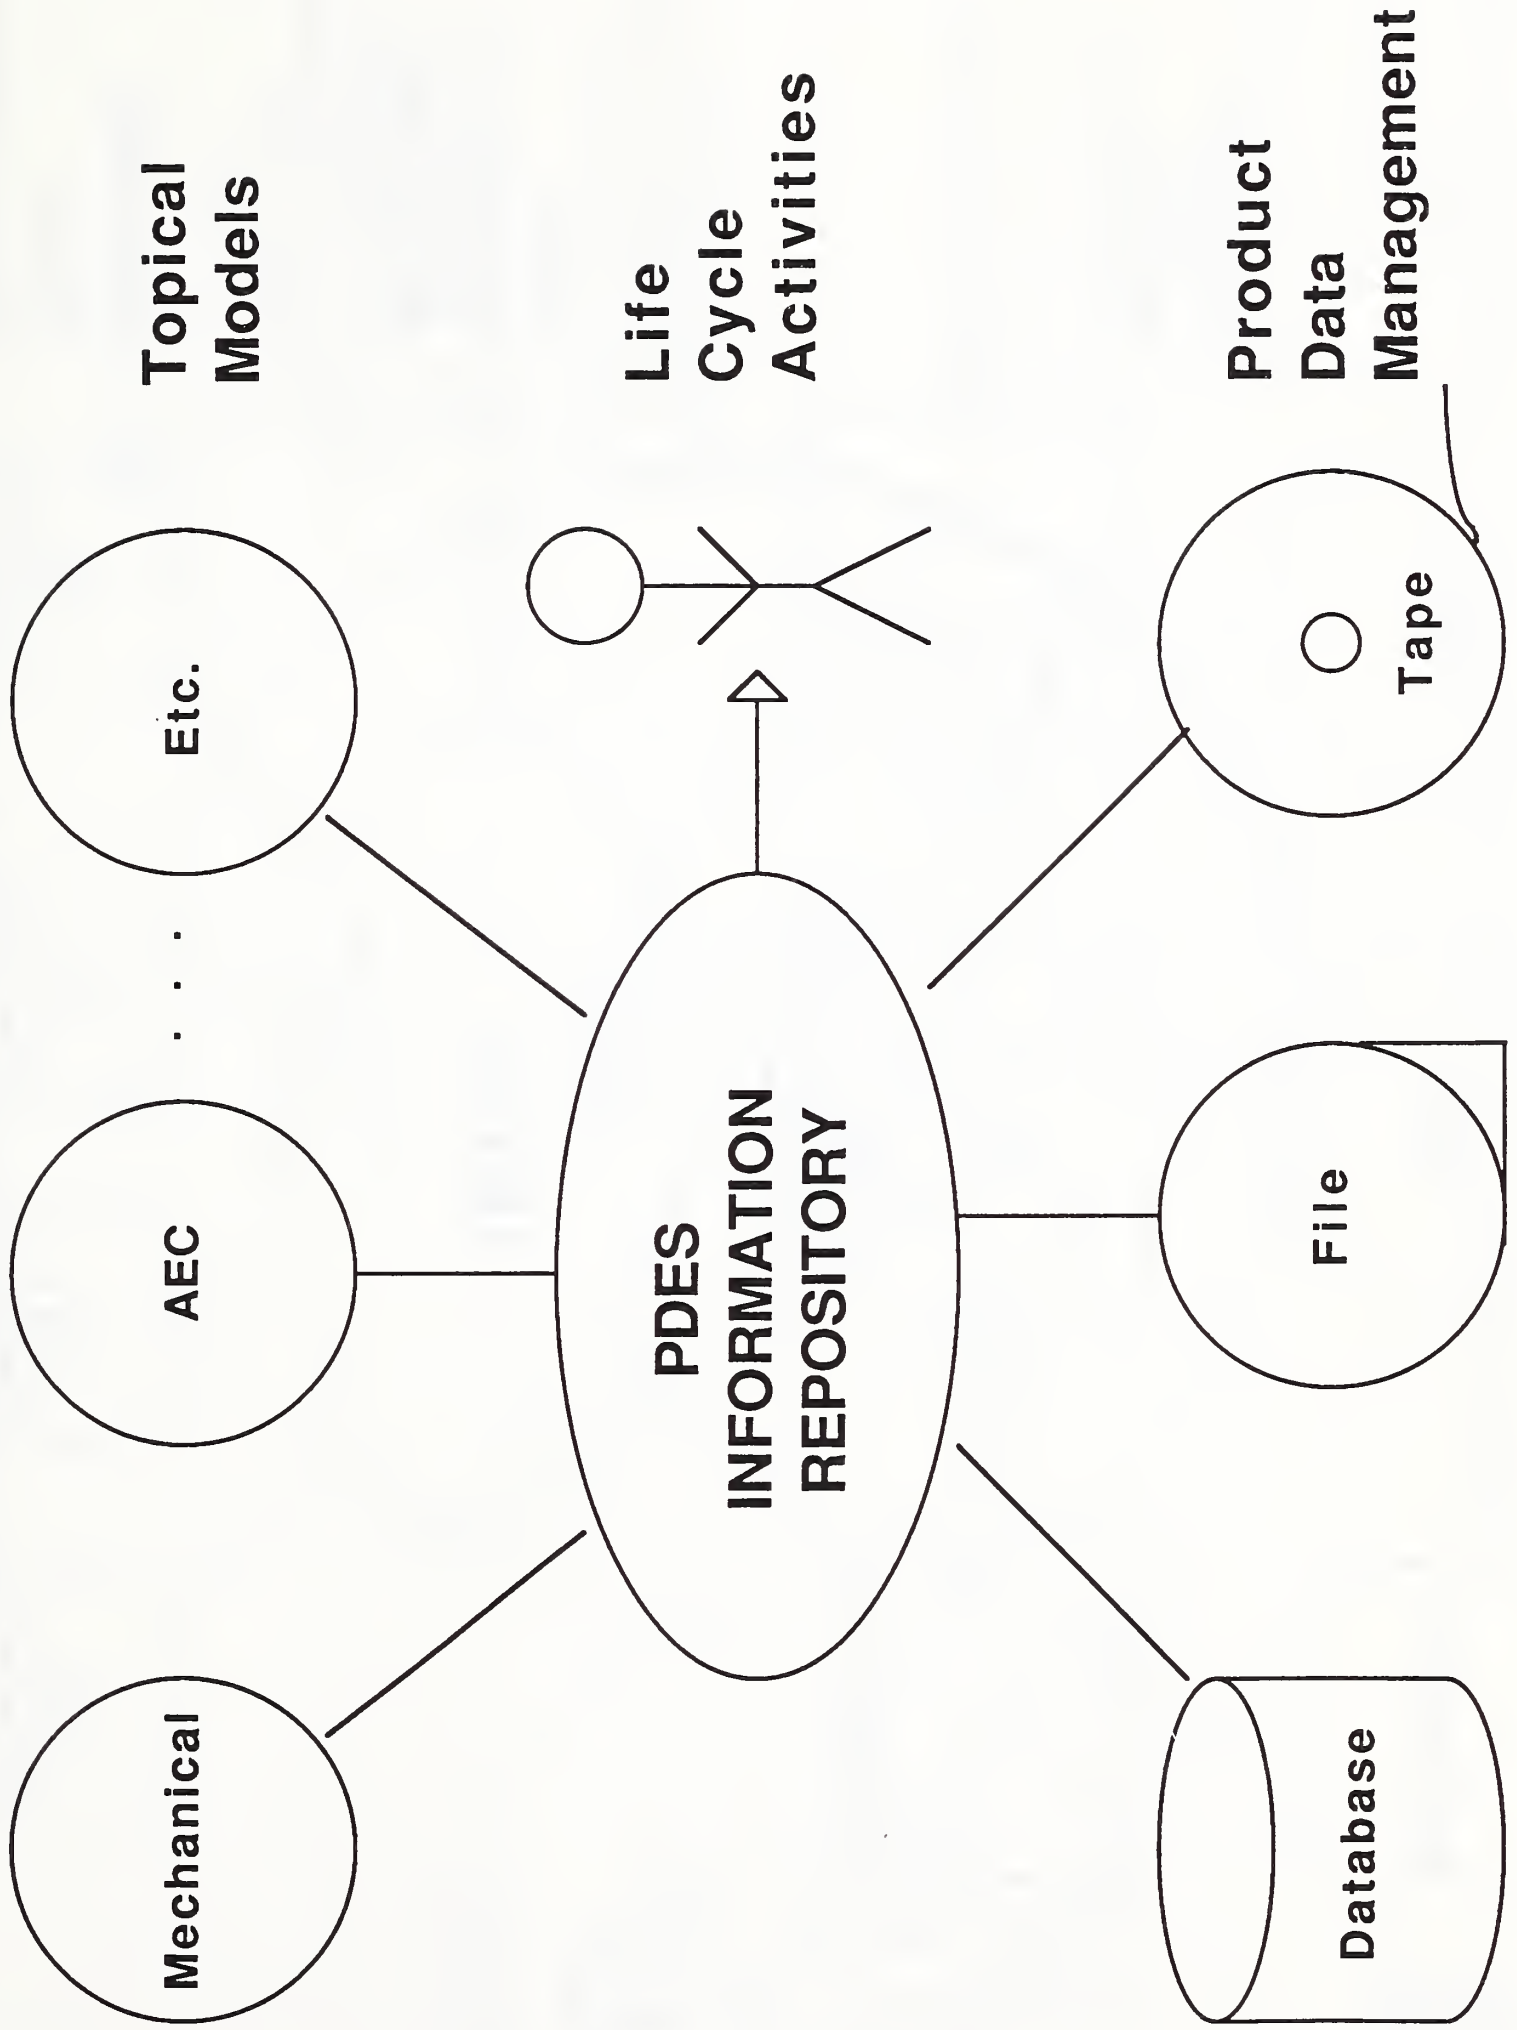 Mechanical
AEC
. . .
Etc.
Topical
Models
PDES
INFORMATION
REPOSITORY
Life
Cycle
Activities
Database
File
Tape
Product
Data
Management